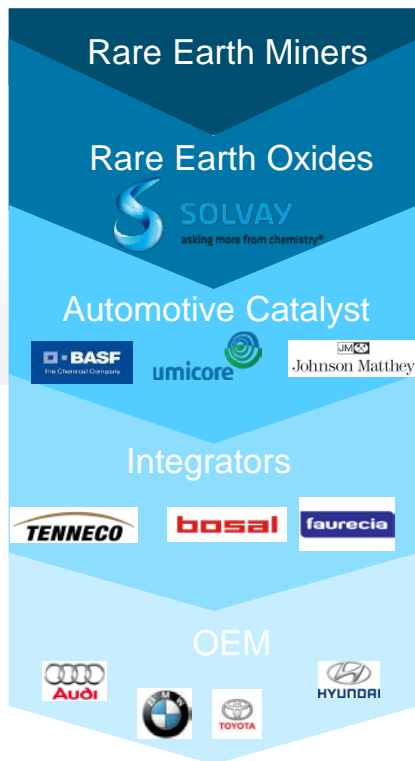 Rare Earth Miners
Rare Earth Oxides
SOLVAY
asking more from chemistry®
Automotive Catalyst
BASF
The Chemical Company
umicore
JM
Johnson Matthey
Integrators
TENNECO
bosal
faurecia
OEM
Audi
BMW
TOYOTA
HYUNDAI